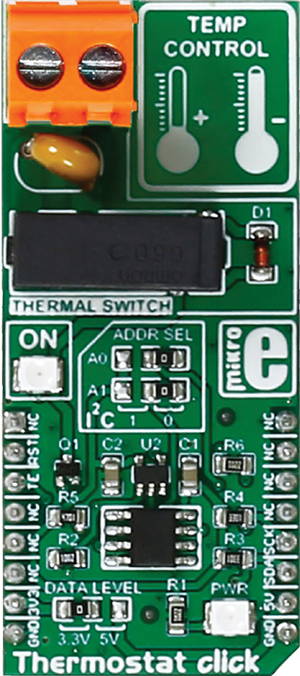 TEMP
CONTROL
+
-
D1
THERMAL SWITCH
ON
ADDR SEL
A0
A1
I2C
1 0
mikro
e
NC
RST
TE
NC
NC
3V3
GND
Q1
C2
U2
C1
R6
R5
R4
R2
R3
NC
NC
NC
SCK
SDA
5V
GND
DATA LEVEL
3.3V 5V
R1
PWR
Thermostat click